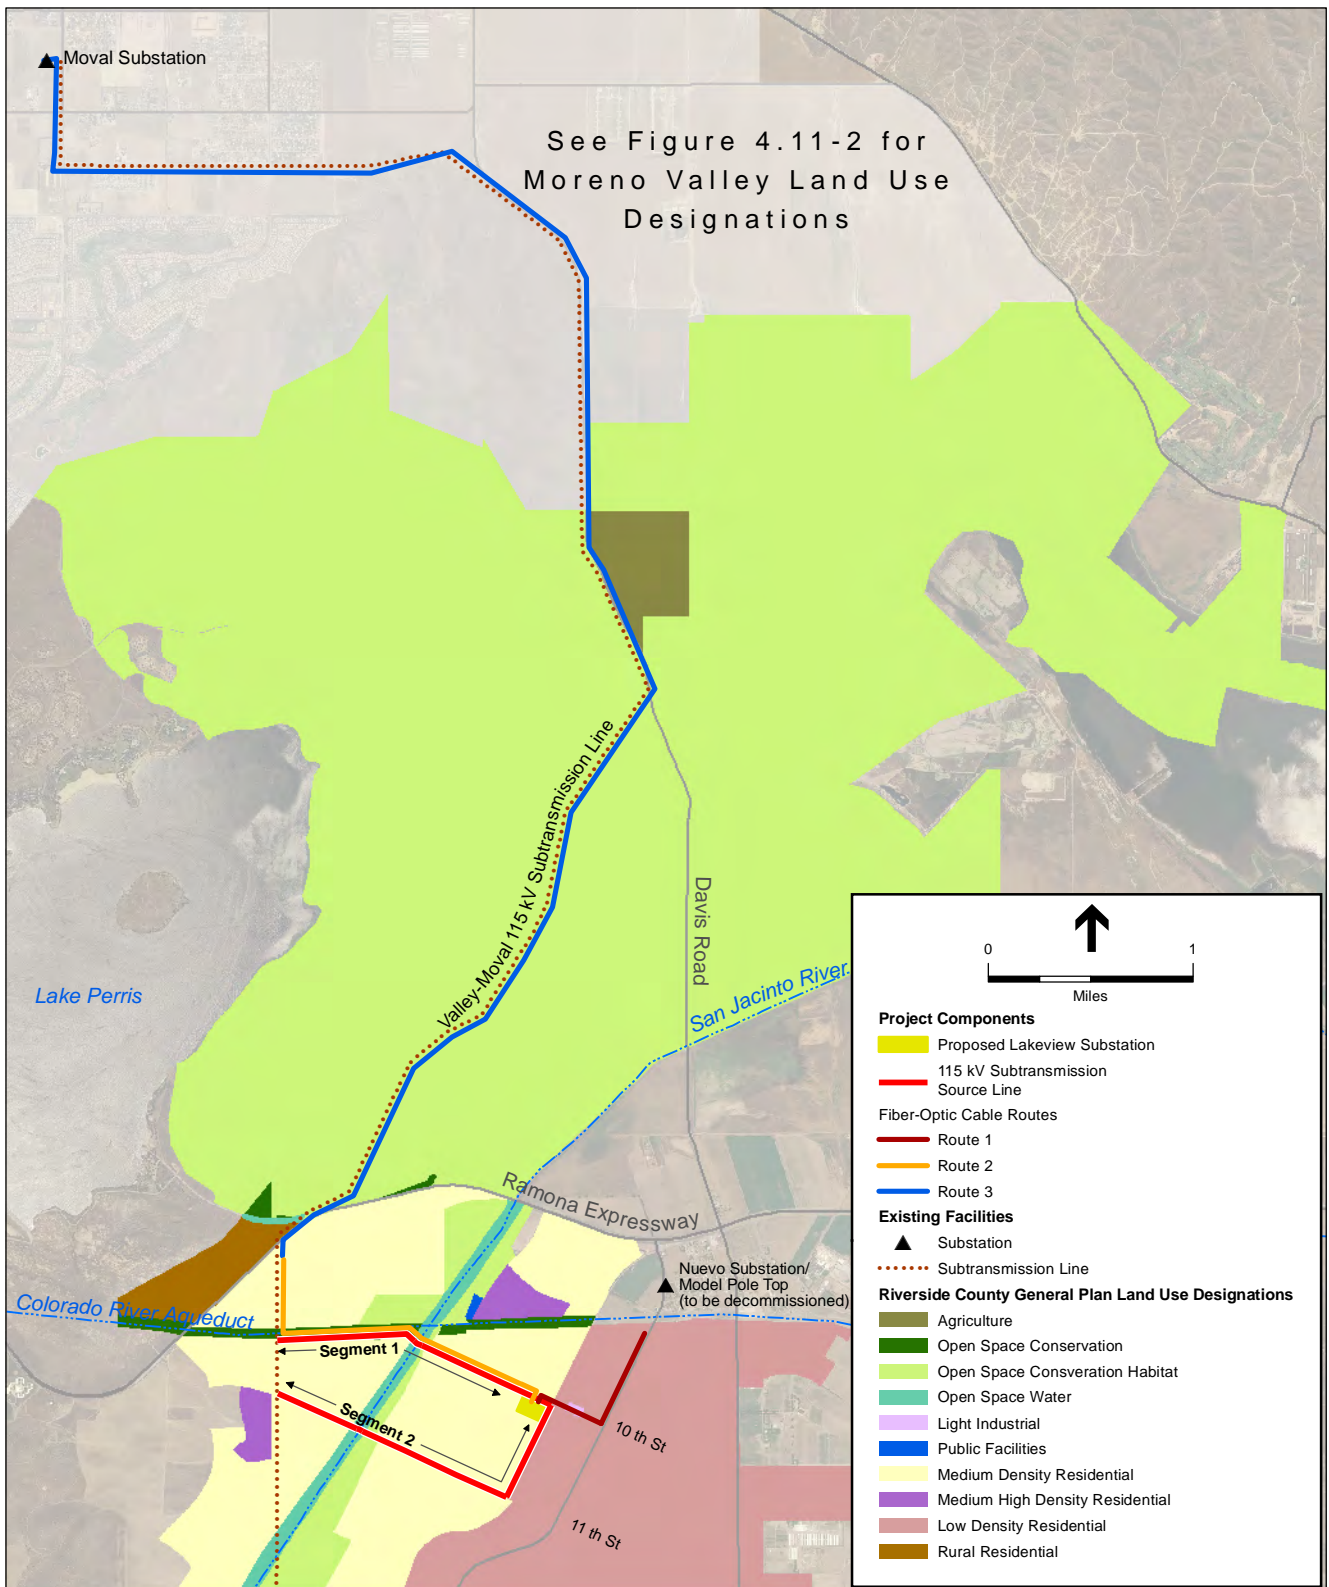 Moval Substation
See Figure 4.11-2 for
Moreno Valley Land Use
Designations
Valley-Moval 115 kV Subtransmission Line
Davis Road
San Jacinto River
Lake Perris
Ramona Expressway
Nuevo Substation/
Model Pole Top
(to be decommissioned)
Colorado River Aqueduct
Segment 1
Segment 2
10 th St
11 th St
0 1
Miles
Project Components
Proposed Lakeview Substation
115 kV Subtransmission
Source Line
Fiber-Optic Cable Routes
Route 1
Route 2
Route 3
Existing Facilities
Substation
Subtransmission Line
Riverside County General Plan Land Use Designations
Agriculture
Open Space Conservation
Open Space Consveration Habitat
Open Space Water
Light Industrial
Public Facilities
Medium Density Residential
Medium High Density Residential
Low Density Residential
Rural Residential